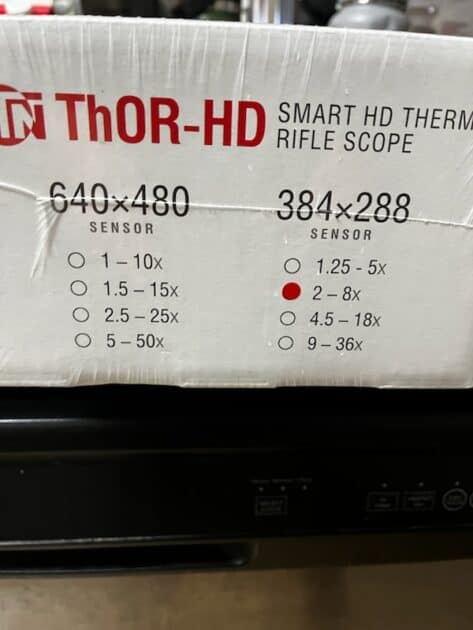 ThOR-HD
SMART HD THERM
RIFLE SCOPE
640×480
SENSOR
1 – 10x
1.5 – 15x
2.5 – 25x
5 – 50x
384×288
SENSOR
1.25 - 5x
2 – 8x
4.5 – 18x
9 – 36x